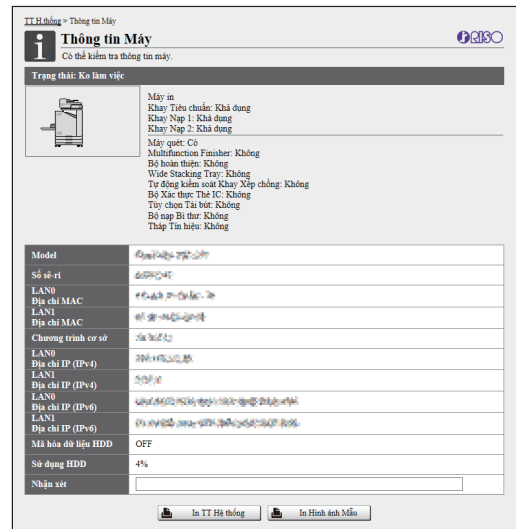 TT H.thống > Thông tin Máy
Thông tin Máy
RISO
Có thể kiểm tra thông tin máy.
Trạng thái: Ko làm việc
Máy in
Khay Tiêu chuẩn: Khả dụng
Khay Nạp 1: Khả dụng
Khay Nạp 2: Khả dụng
Máy quét: Có
Multifunction Finisher: Không
Bộ hoàn thiện: Không
Wide Stacking Tray: Không
Tự động kiểm soát Khay Xếp chồng: Không
Bộ Xác thực Thẻ IC: Không
Tùy chọn Tái bút: Không
Bộ nạp Bì thư: Không
Tháp Tín hiệu: Không
Model
Số sê-ri
LAN0
Địa chỉ MAC
LAN1
Địa chỉ MAC
Chương trình cơ sở
LAN0
Địa chỉ IP (IPv4)
LAN1
Địa chỉ IP (IPv4)
LAN0
Địa chỉ IP (IPv6)
LAN1
Địa chỉ IP (IPv6)
Mã hóa dữ liệu HDD OFF
Sử dụng HDD 4%
Nhận xét
In TT Hệ thống In Hình ảnh Mẫu